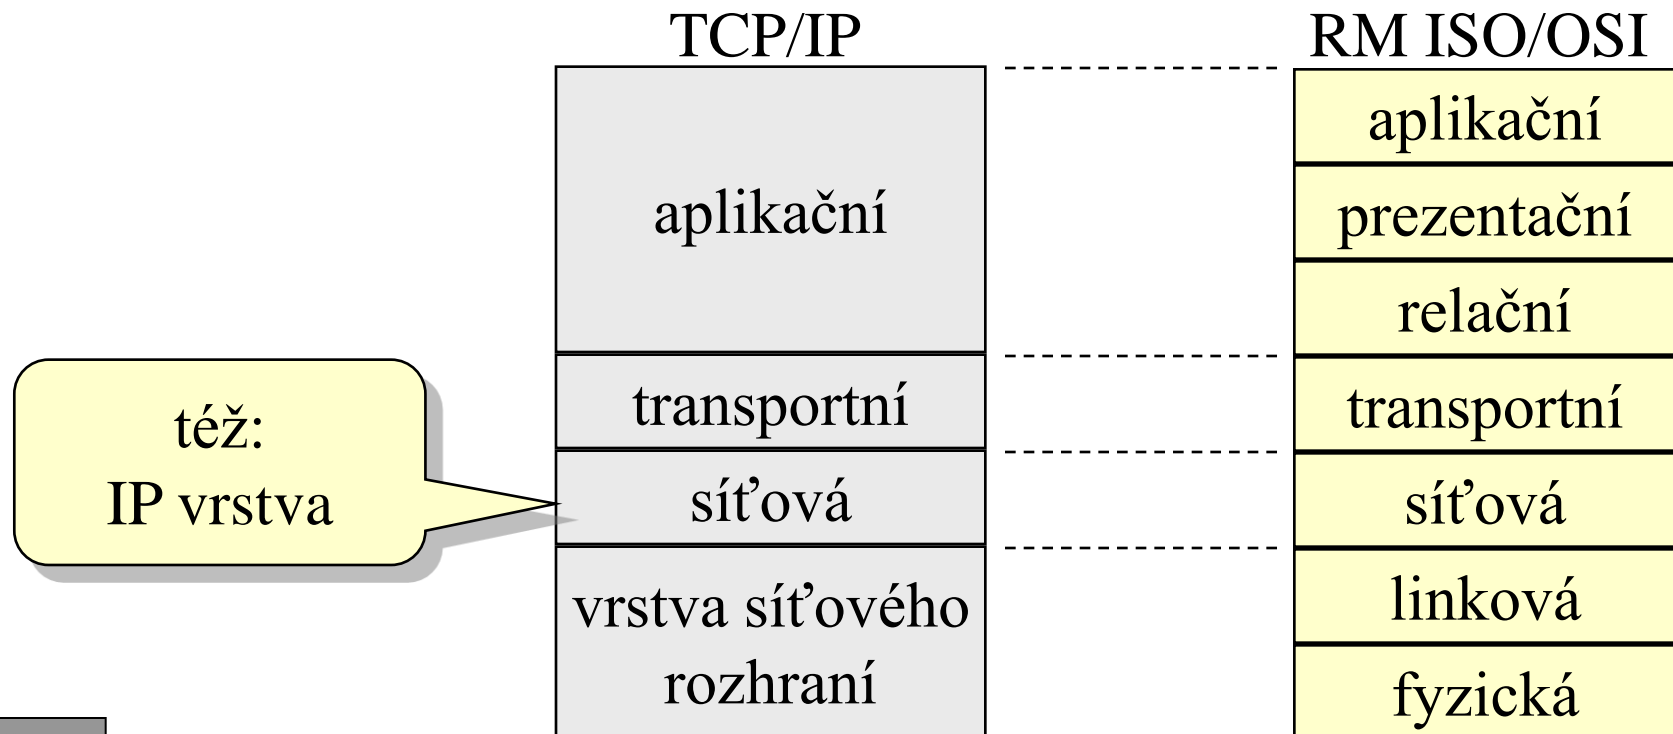 TCP/IP
RM ISO/OSI
aplikační
transportní
síťová
vrstva síťového
rozhraní
též:
IP vrstva
aplikační
prezentační
relační
transportní
síťová
linková
fyzická